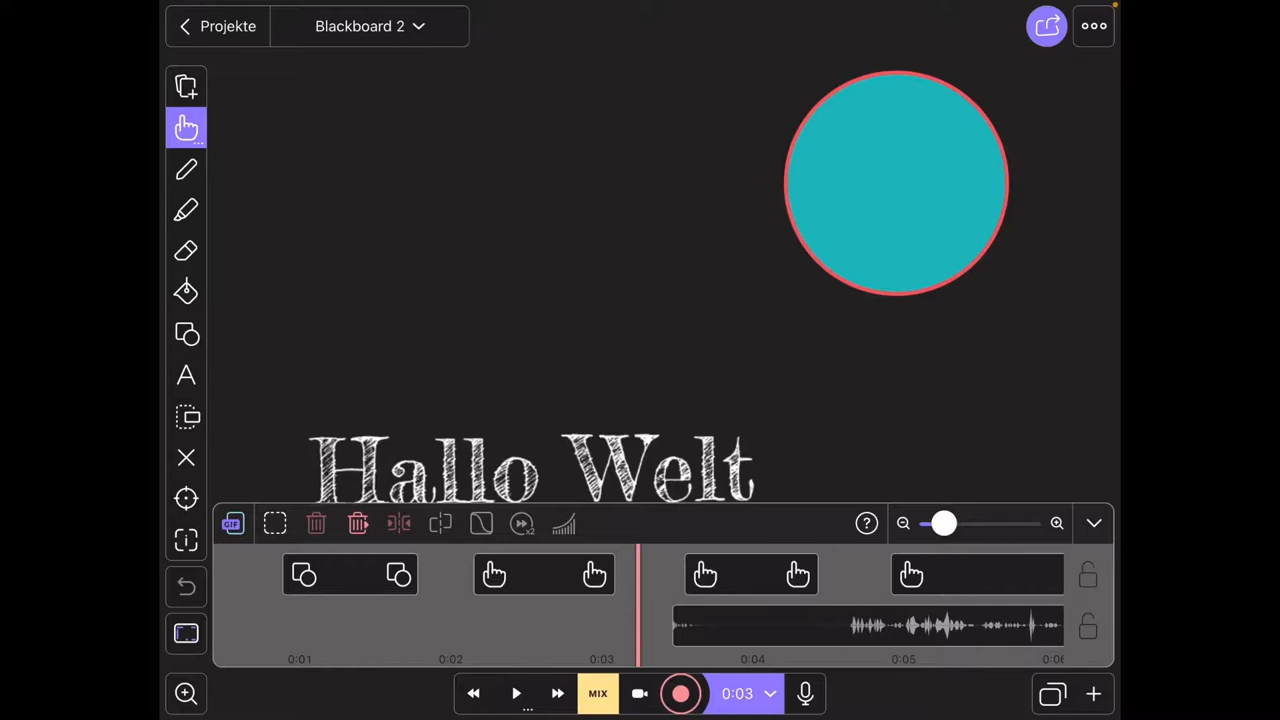 Projekte
Blackboard 2
Hallo Welt
GIF
x2
?
0:01
0:02
0:03
0:04
0:05
0:06
MIX
0:03